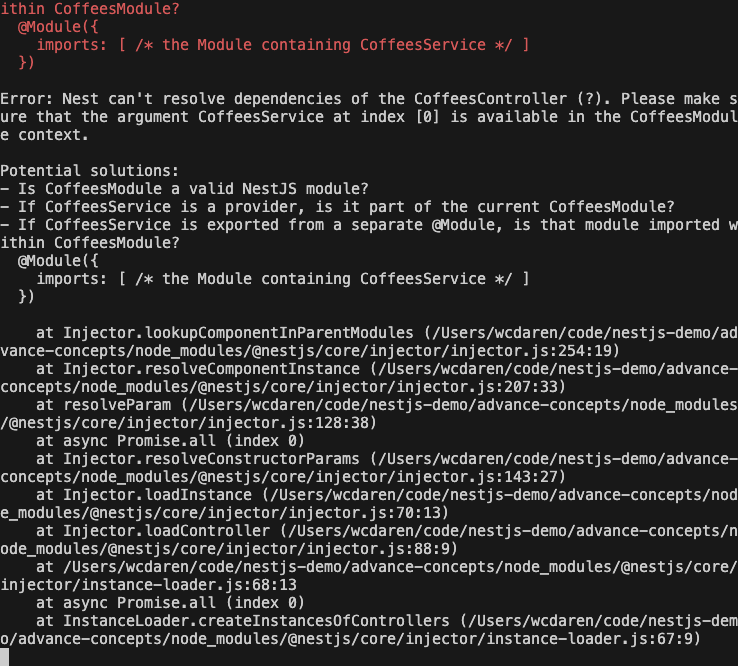 ithin CoffeesModule?
  @Module({
    imports: [ /* the Module containing CoffeesService */ ]
  })

Error: Nest can't resolve dependencies of the CoffeesController (?). Please make s
ure that the argument CoffeesService at index [0] is available in the CoffeesModul
e context.

Potential solutions:
- Is CoffeesModule a valid NestJS module?
- If CoffeesService is a provider, is it part of the current CoffeesModule?
- If CoffeesService is exported from a separate @Module, is that module imported w
ithin CoffeesModule?
  @Module({
    imports: [ /* the Module containing CoffeesService */ ]
  })

    at Injector.lookupComponentInParentModules (/Users/wcdaren/code/nestjs-demo/ad
vance-concepts/node_modules/@nestjs/core/injector/injector.js:254:19)
    at Injector.resolveComponentInstance (/Users/wcdaren/code/nestjs-demo/advance-
concepts/node_modules/@nestjs/core/injector/injector.js:207:33)
    at resolveParam (/Users/wcdaren/code/nestjs-demo/advance-concepts/node_modules
/@nestjs/core/injector/injector.js:128:38)
    at async Promise.all (index 0)
    at Injector.resolveConstructorParams (/Users/wcdaren/code/nestjs-demo/advance-
concepts/node_modules/@nestjs/core/injector/injector.js:143:27)
    at Injector.loadInstance (/Users/wcdaren/code/nestjs-demo/advance-concepts/nod
e_modules/@nestjs/core/injector/injector.js:70:13)
    at Injector.loadController (/Users/wcdaren/code/nestjs-demo/advance-concepts/n
ode_modules/@nestjs/core/injector/injector.js:88:9)
    at /Users/wcdaren/code/nestjs-demo/advance-concepts/node_modules/@nestjs/core/
injector/instance-loader.js:68:13
    at async Promise.all (index 0)
    at InstanceLoader.createInstancesOfControllers (/Users/wcdaren/code/nestjs-dem
o/advance-concepts/node_modules/@nestjs/core/injector/instance-loader.js:67:9)